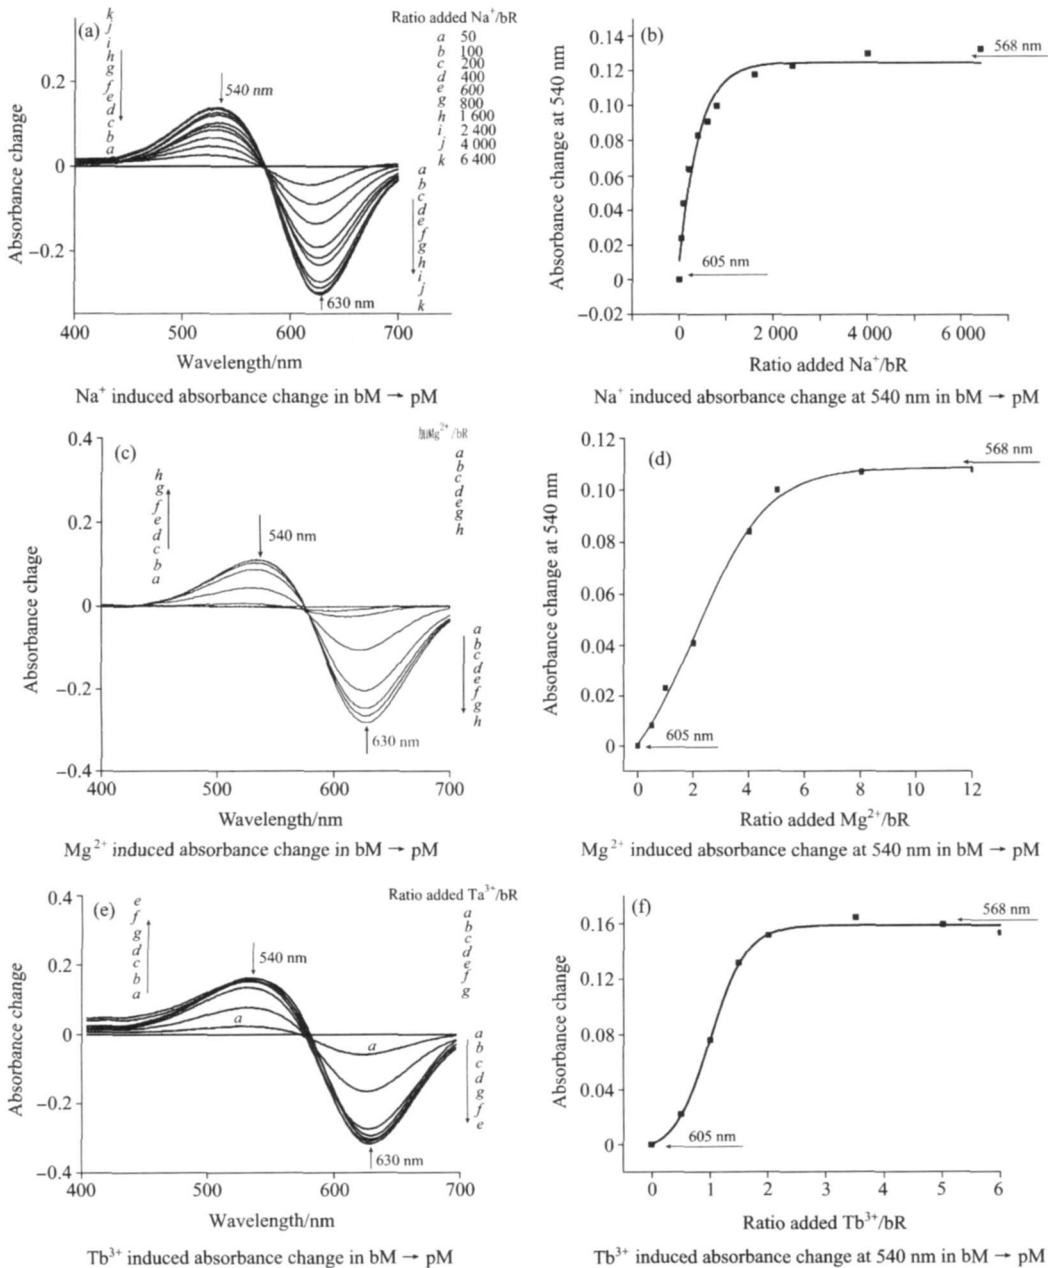 (a)
k
j
i
h
g
f
e
d
c
b
a
0.2
0
−0.2
Absorbance change
540 nm
630 nm
a
b
c
d
e
f
g
h
i
j
k
400 500 600 700
Wavelength/nm
Ratio added Na⁺/bR
a 50
b 100
c 200
d 400
e 600
g 800
h 1 600
i 2 400
j 4 000
k 6 400
Na⁺ induced absorbance change in bM → pM
(b)
0.14
0.12
0.10
0.08
0.06
0.04
0.02
0
−0.02
Absorbance change at 540 nm
568 nm
605 nm
0 2 000 4 000 6 000
Ratio added Na⁺/bR
Na⁺ induced absorbance change at 540 nm in bM → pM
(c)
0.4
0.2
0
−0.2
−0.4
Absorbance chage
h
g
f
e
d
c
b
a
540 nm
630 nm
加Mg²⁺/bR
a
b
c
d
e
g
h
a
b
c
d
e
f
g
h
400 500 600 700
Wavelength/nm
Mg²⁺ induced absorbance change in bM → pM
(d)
0.12
0.10
0.08
0.06
0.04
0.02
0
Absorbance change at 540 nm
568 nm
605 nm
0 2 4 6 8 10 12
Ratio added Mg²⁺/bR
Mg²⁺ induced absorbance change at 540 nm in bM → pM
(e)
0.4
0.2
0
−0.2
−0.4
Absorbance change
e
f
g
d
c
b
a
540 nm
a
a
630 nm
Ratio added Ta³⁺/bR
a
b
c
d
e
f
g
a
b
c
d
g
f
e
400 500 600 700
Wavelength/nm
Tb³⁺ induced absorbance change in bM → pM
(f)
0.16
0.12
0.08
0.04
0
Absorbance change
568 nm
605 nm
0 1 2 3 4 5 6
Ratio added Tb³⁺/bR
Tb³⁺ induced absorbance change at 540 nm in bM → pM